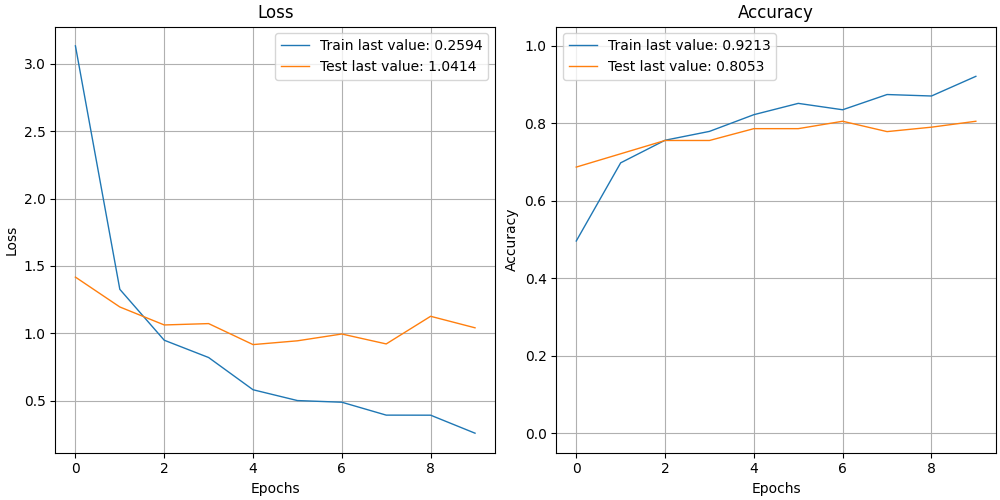 Loss
Train last value: 0.2594
Test last value: 1.0414
3.0
2.5
2.0
1.5
1.0
0.5
Loss
0
2
4
6
8
Epochs
Accuracy
Train last value: 0.9213
Test last value: 0.8053
1.0
0.8
0.6
0.4
0.2
0.0
Accuracy
0
2
4
6
8
Epochs